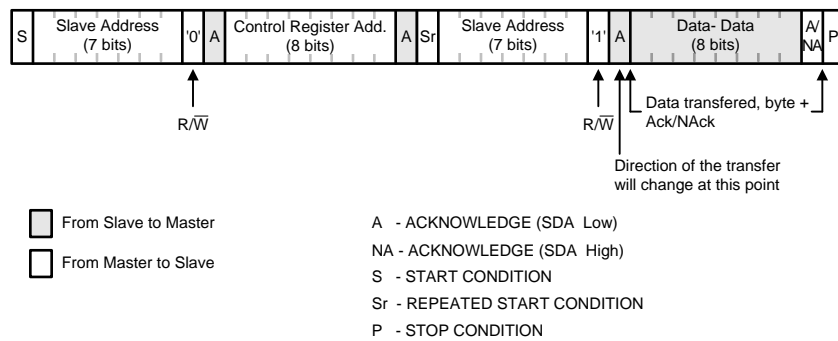 S Slave Address (7 bits) '0' A Control Register Add. (8 bits) A Sr Slave Address (7 bits) '1' A Data- Data (8 bits) A/ NA P
R/W̅ R/W̅
Data transfered, byte +
Ack/NAck
Direction of the transfer
will change at this point
From Slave to Master
From Master to Slave
A - ACKNOWLEDGE (SDA Low)
NA - ACKNOWLEDGE (SDA High)
S - START CONDITION
Sr - REPEATED START CONDITION
P - STOP CONDITION